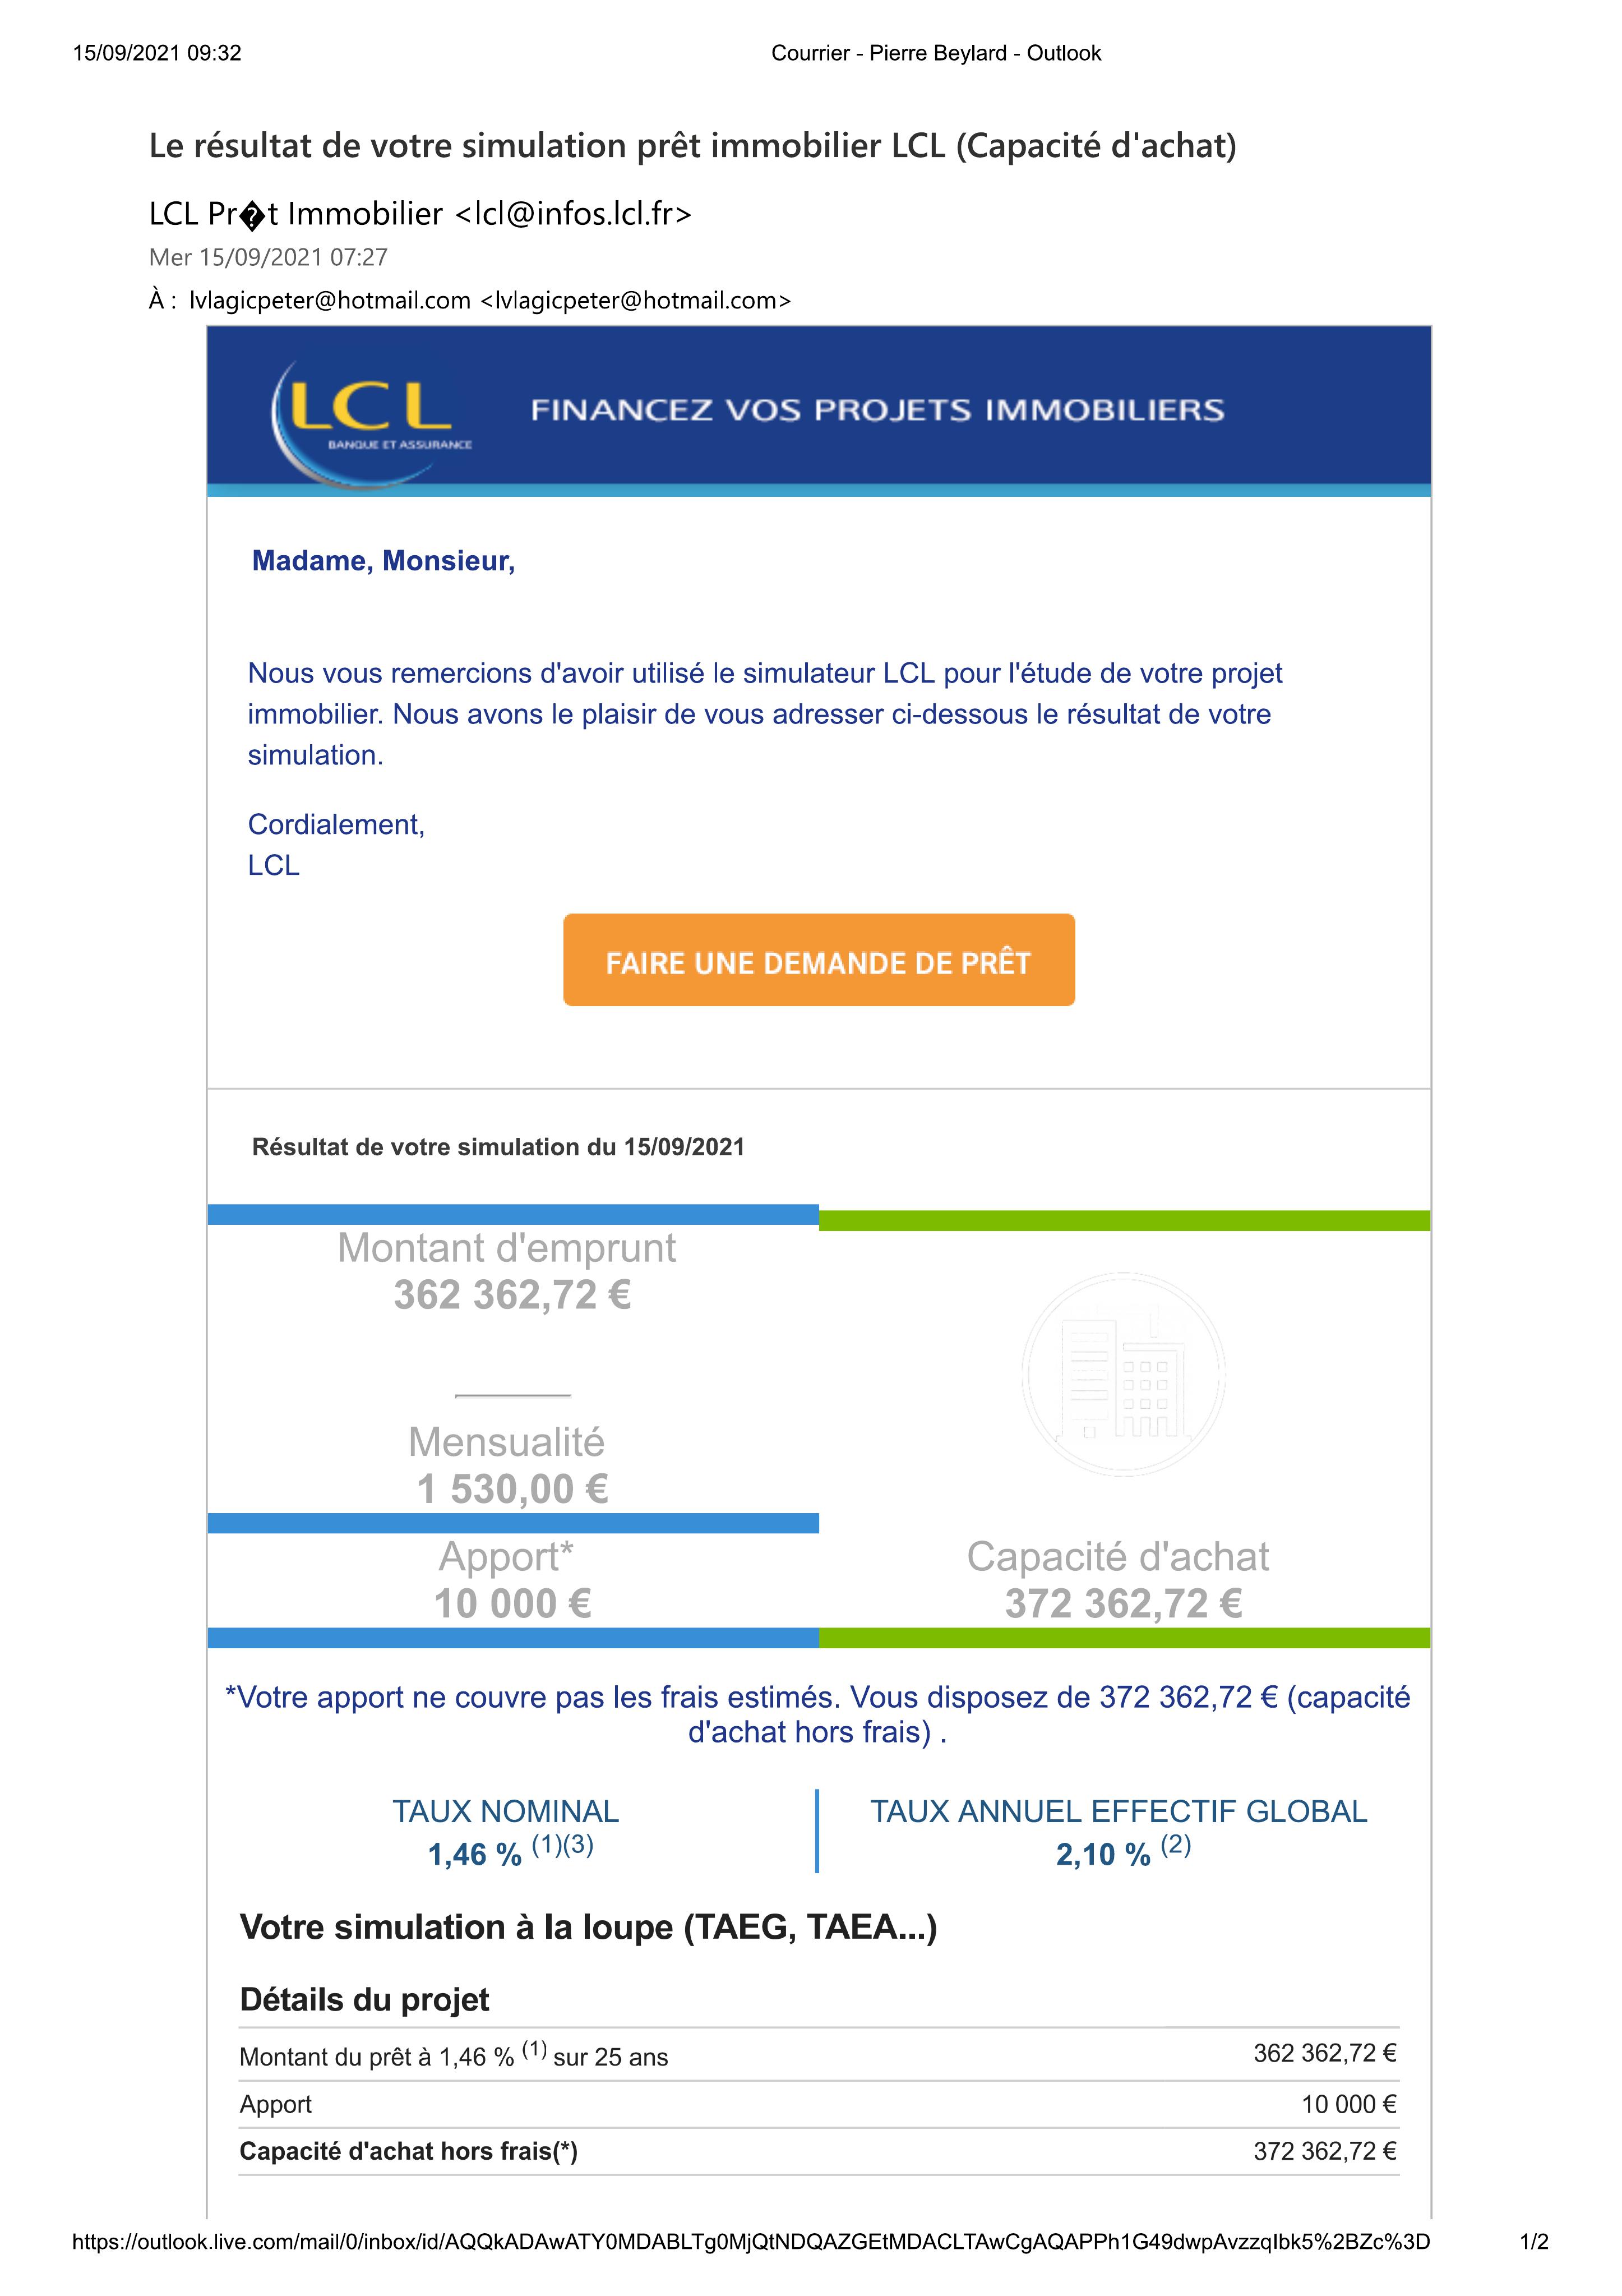 15/09/2021 09:32
Courrier - Pierre Beylard - Outlook
Le résultat de votre simulation prêt immobilier LCL (Capacité d'achat)
LCL Pr�t Immobilier <lcl@infos.lcl.fr>
Mer 15/09/2021 07:27
À : lvlagicpeter@hotmail.com <lvlagicpeter@hotmail.com>
LCL
BANQUE ET ASSURANCE
FINANCEZ VOS PROJETS IMMOBILIERS
Madame, Monsieur,
Nous vous remercions d'avoir utilisé le simulateur LCL pour l'étude de votre projet
immobilier. Nous avons le plaisir de vous adresser ci-dessous le résultat de votre
simulation.
Cordialement,
LCL
FAIRE UNE DEMANDE DE PRÊT
Résultat de votre simulation du 15/09/2021
Montant d'emprunt
362 362,72 €
Mensualité
1 530,00 €
Apport*
10 000 €
Capacité d'achat
372 362,72 €
*Votre apport ne couvre pas les frais estimés. Vous disposez de 372 362,72 € (capacité
d'achat hors frais) .
TAUX NOMINAL
1,46 % (1)(3)
TAUX ANNUEL EFFECTIF GLOBAL
2,10 % (2)
Votre simulation à la loupe (TAEG, TAEA...)
Détails du projet
Montant du prêt à 1,46 % (1) sur 25 ans 362 362,72 €
Apport 10 000 €
Capacité d'achat hors frais(*) 372 362,72 €
https://outlook.live.com/mail/0/inbox/id/AQQkADAwATY0MDABLTg0MjQtNDQAZGEtMDACLTAwCgAQAPPh1G49dwpAvzzqIbk5%2BZc%3D
1/2